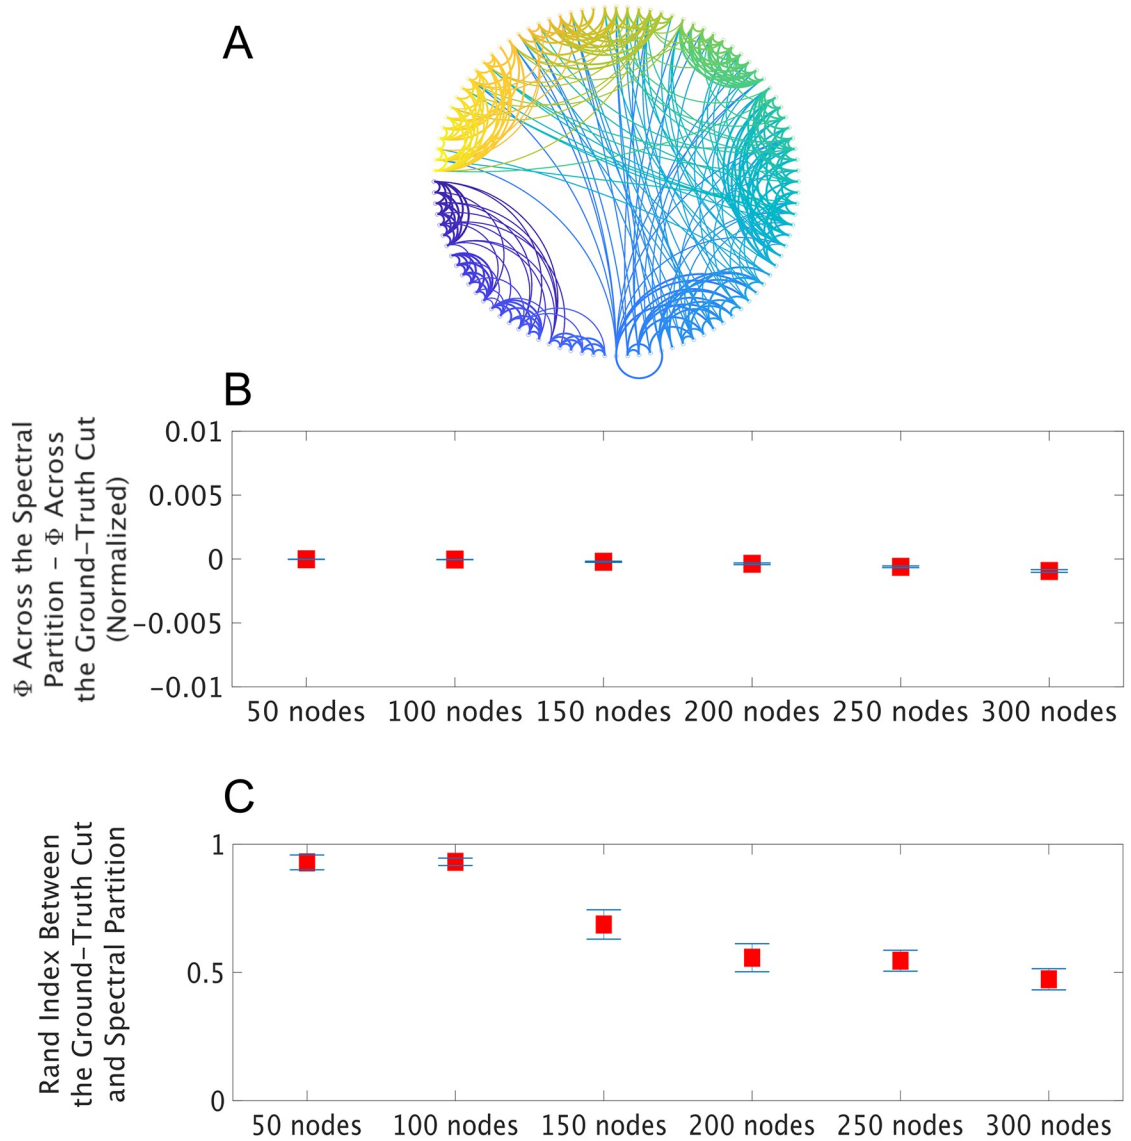 A
B
Φ Across the Spectral
Partition - Φ Across
the Ground-Truth Cut
(Normalized)
0.01
0.005
0
-0.005
-0.01
50 nodes 100 nodes 150 nodes 200 nodes 250 nodes 300 nodes
C
Rand Index Between
the Ground-Truth Cut
and Spectral Partition
1
0.5
0
50 nodes 100 nodes 150 nodes 200 nodes 250 nodes 300 nodes